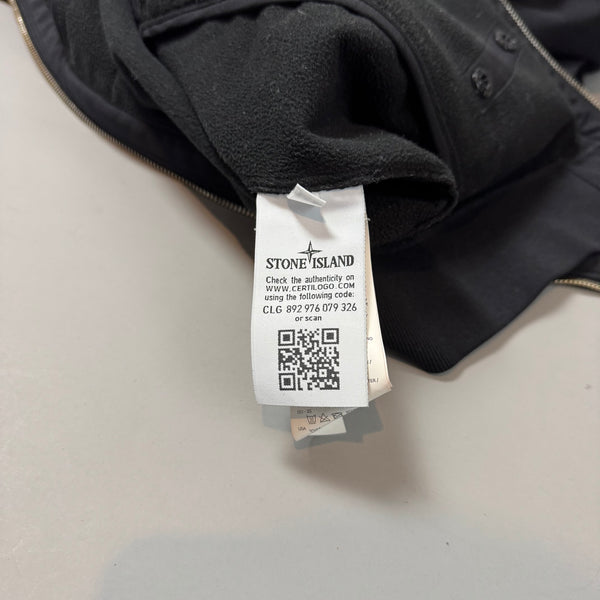 STONE ISLAND
Check the authenticity on
WWW.CERTILOGO.COM
using the following code:
CLG 892 976 079 326
or scan
USA